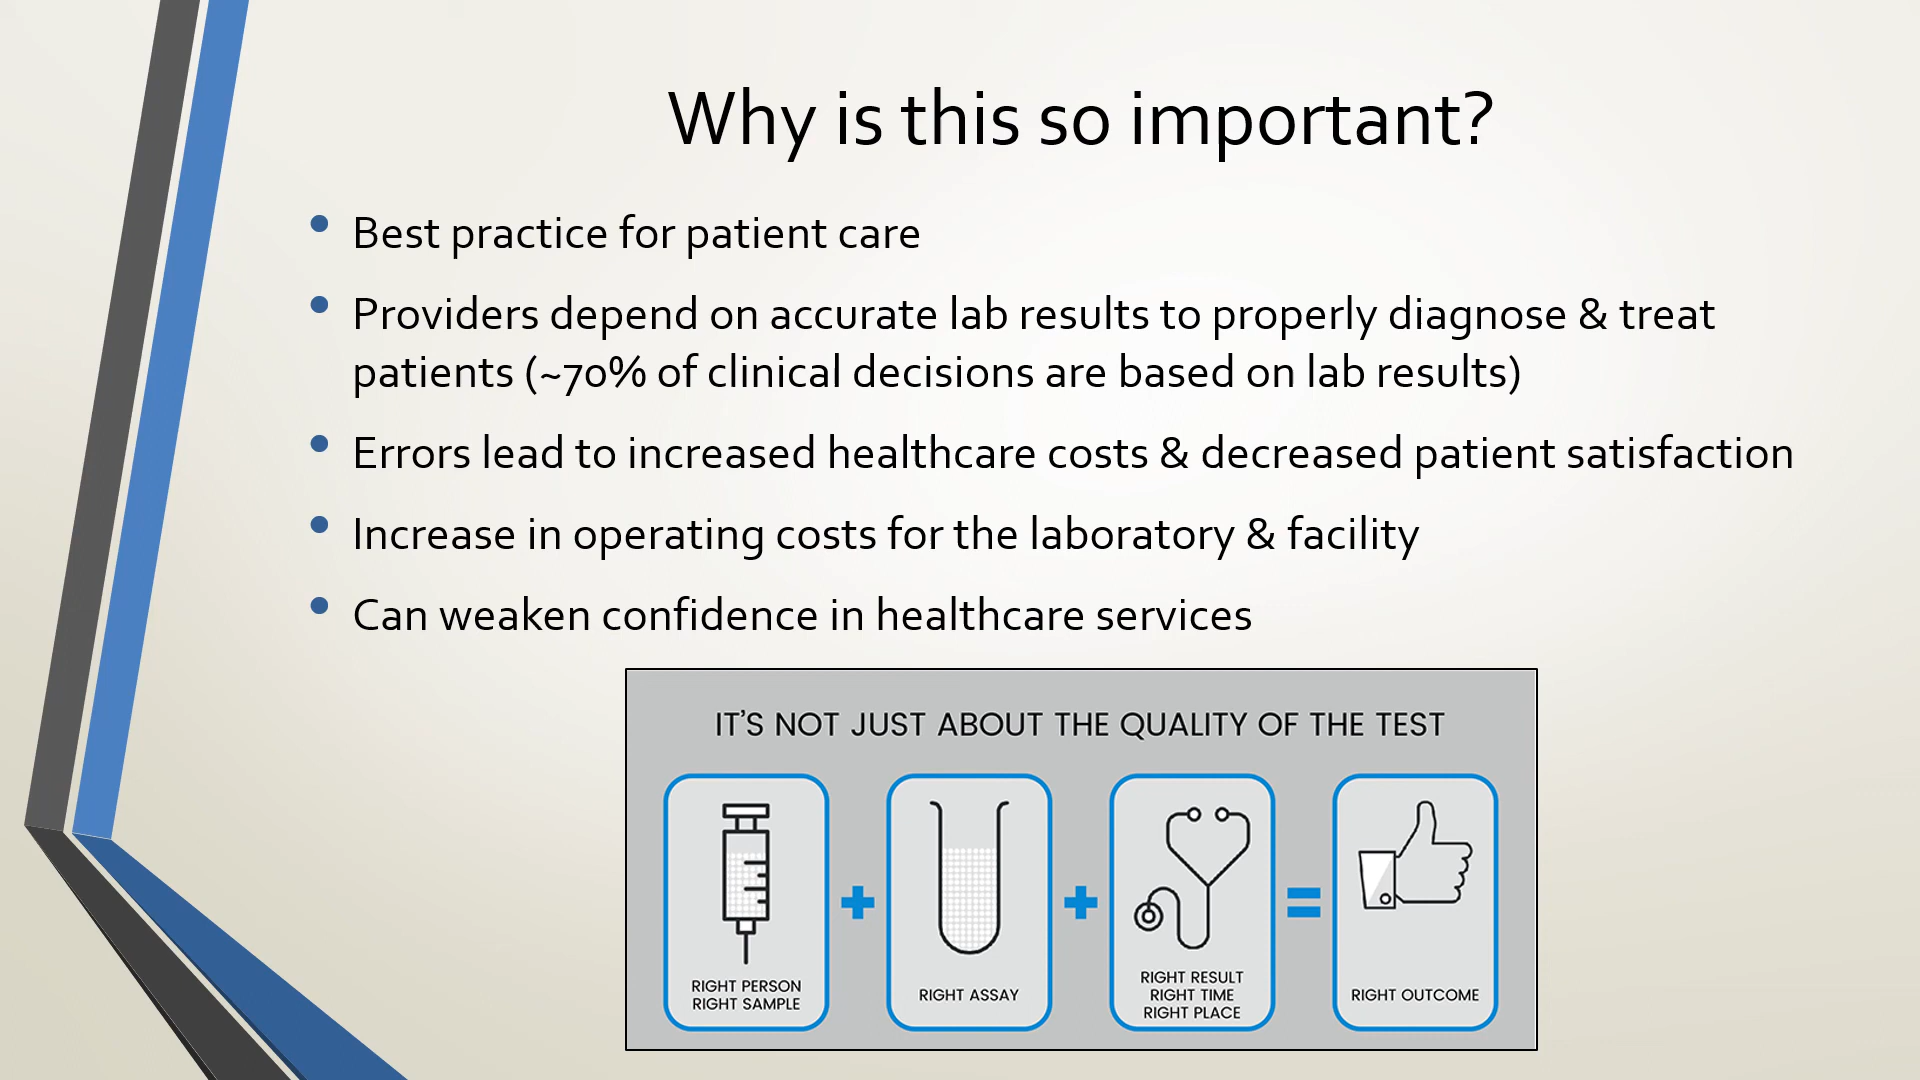 Why is this so important?
• Best practice for patient care
• Providers depend on accurate lab results to properly diagnose & treat
patients (~70% of clinical decisions are based on lab results)
• Errors lead to increased healthcare costs & decreased patient satisfaction
• Increase in operating costs for the laboratory & facility
• Can weaken confidence in healthcare services
IT'S NOT JUST ABOUT THE QUALITY OF THE TEST
RIGHT PERSON
RIGHT SAMPLE
+
RIGHT ASSAY
+
RIGHT RESULT
RIGHT TIME
RIGHT PLACE
=
RIGHT OUTCOME